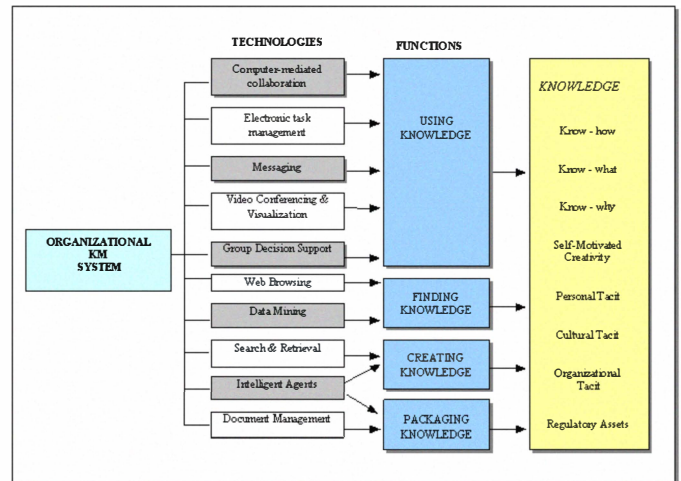 TECHNOLOGIES
FUNCTIONS
Computer-mediated
collaboration
Electronic task
management
Messaging
Video Conferencing &
Visualization
Group Decision Support
Web Browsing
Data Mining
Search & Retrieval
Intelligent Agents
Document Management
ORGANIZATIONAL
KM
SYSTEM
USING
KNOWLEDGE
FINDING
KNOWLEDGE
CREATING
KNOWLEDGE
PACKAGING
KNOWLEDGE
KNOWLEDGE
Know - how
Know - what
Know - why
Self-Motivated
Creativity
Personal Tacit
Cultural Tacit
Organizational
Tacit
Regulatory Assets